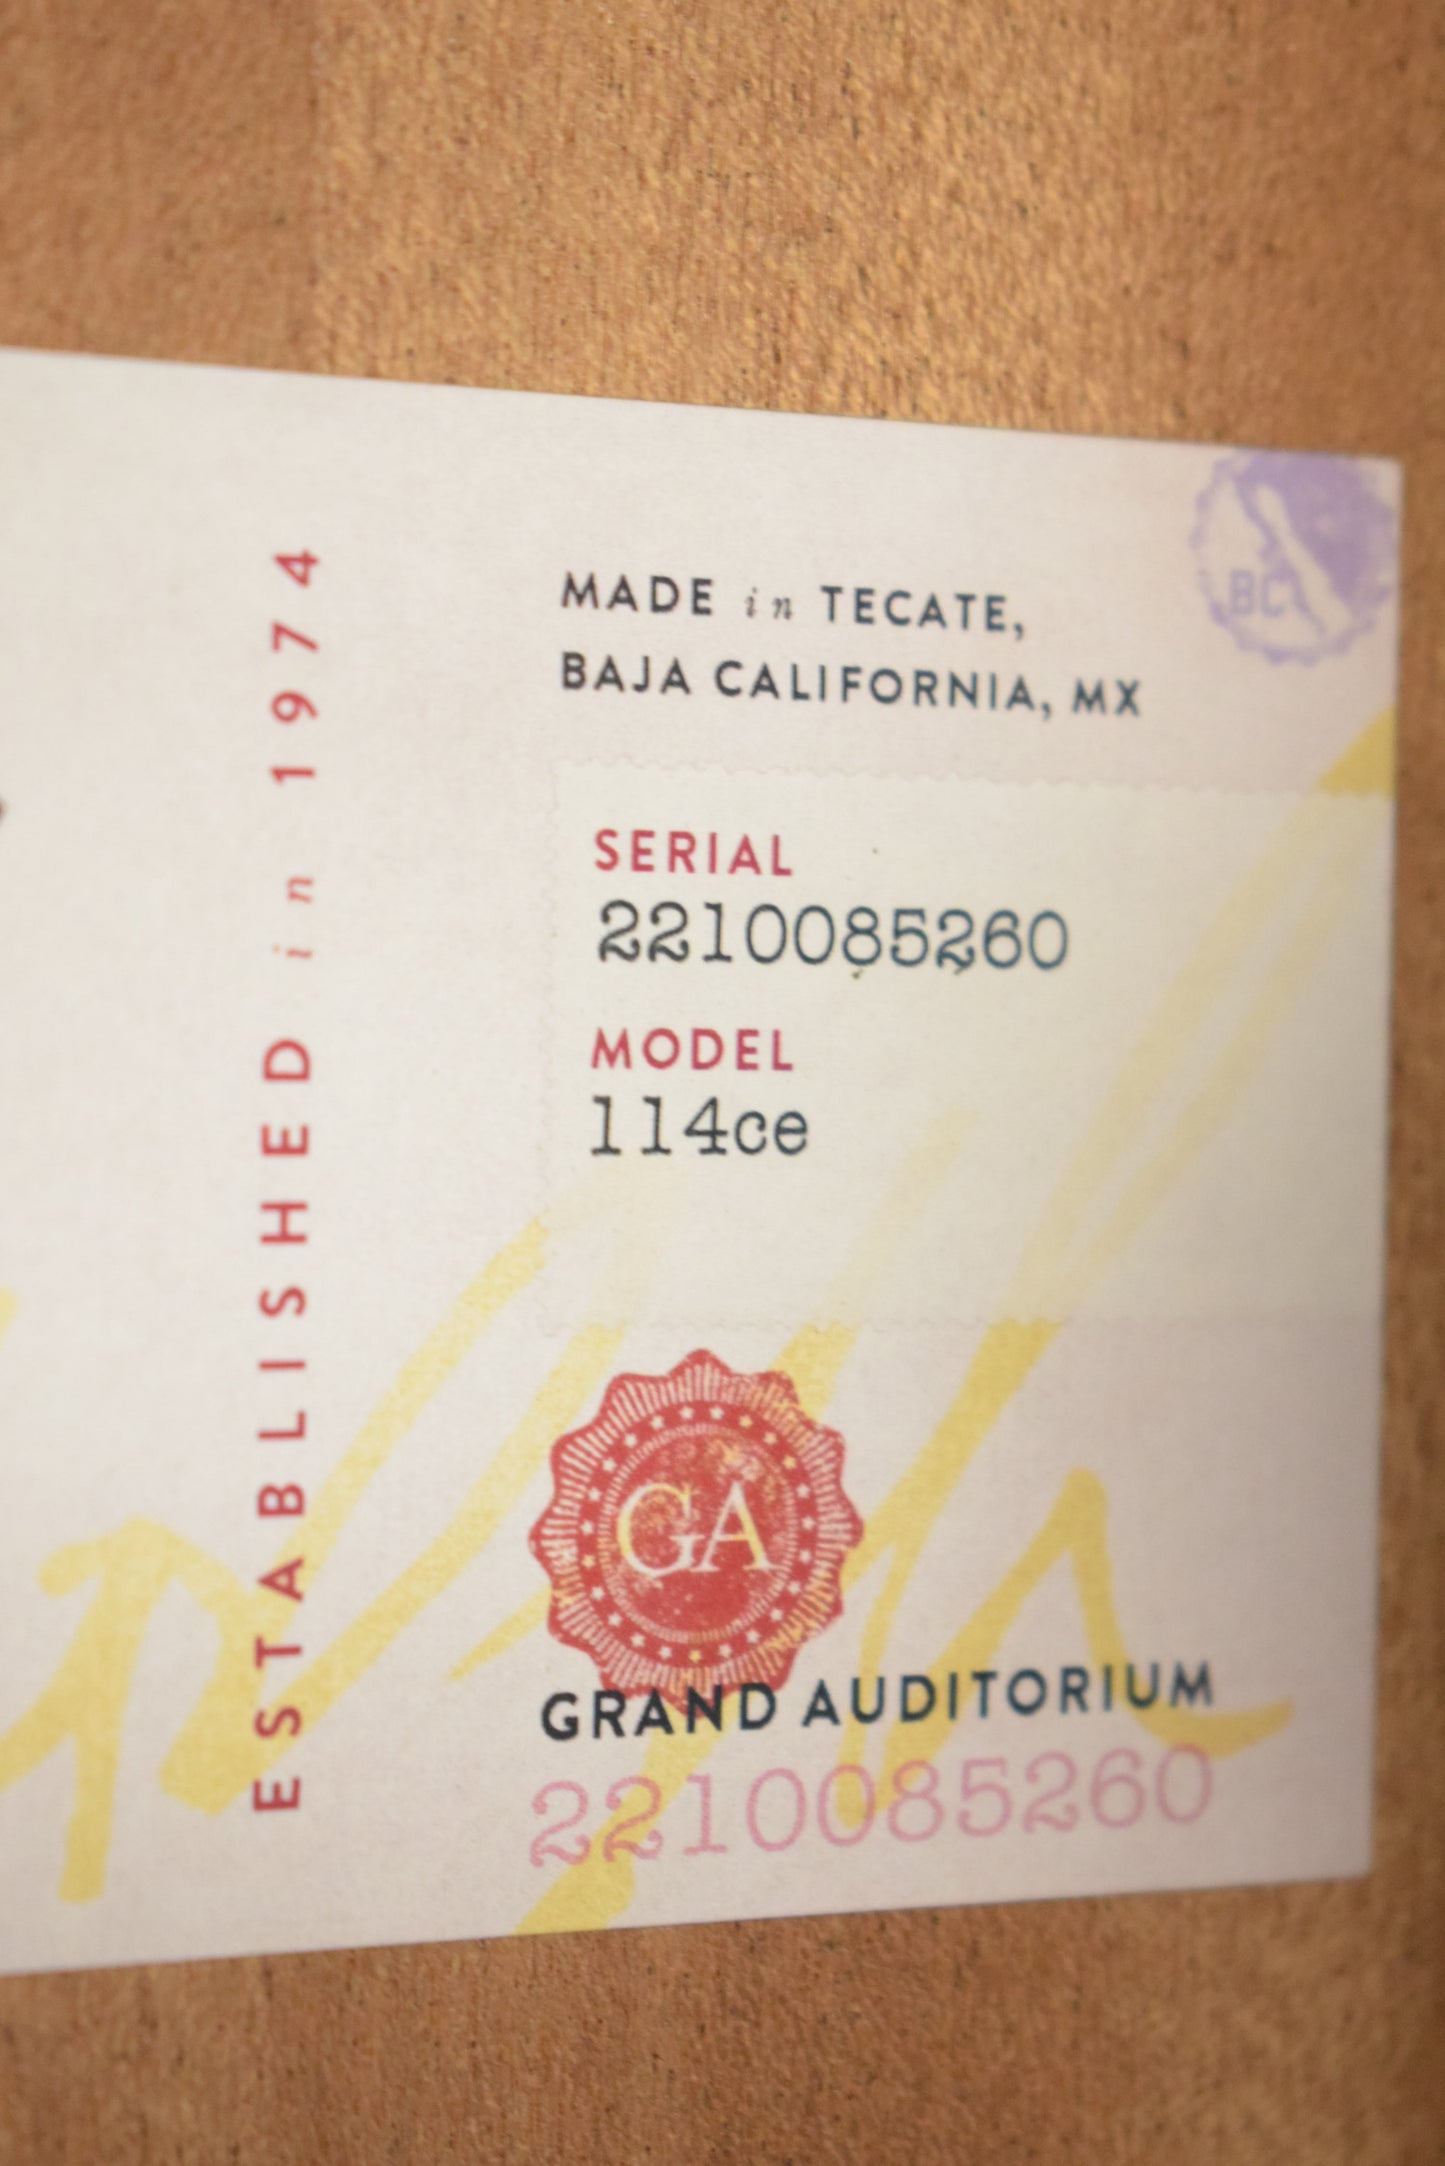 ESTABLISHED in 1974
MADE in TECATE,
BAJA CALIFORNIA, MX
BC
SERIAL
2210085260
MODEL
114ce
GA
GRAND AUDITORIUM
2210085260